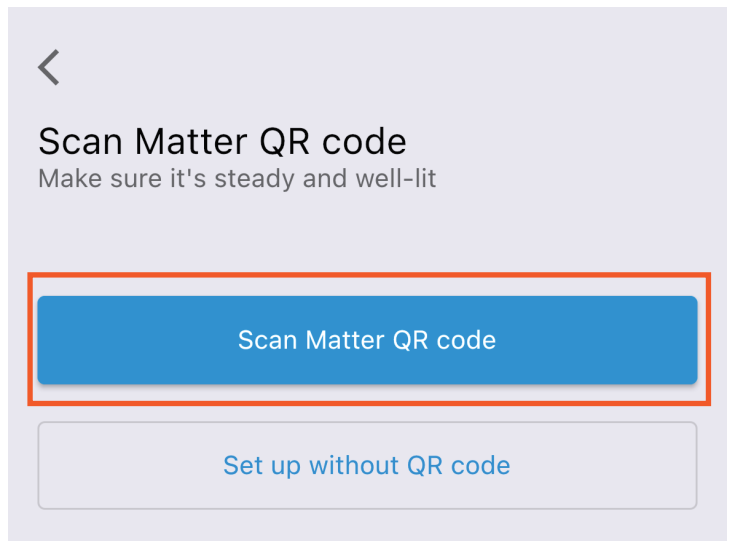 Scan Matter QR code
Make sure it's steady and well-lit
Scan Matter QR code
Set up without QR code